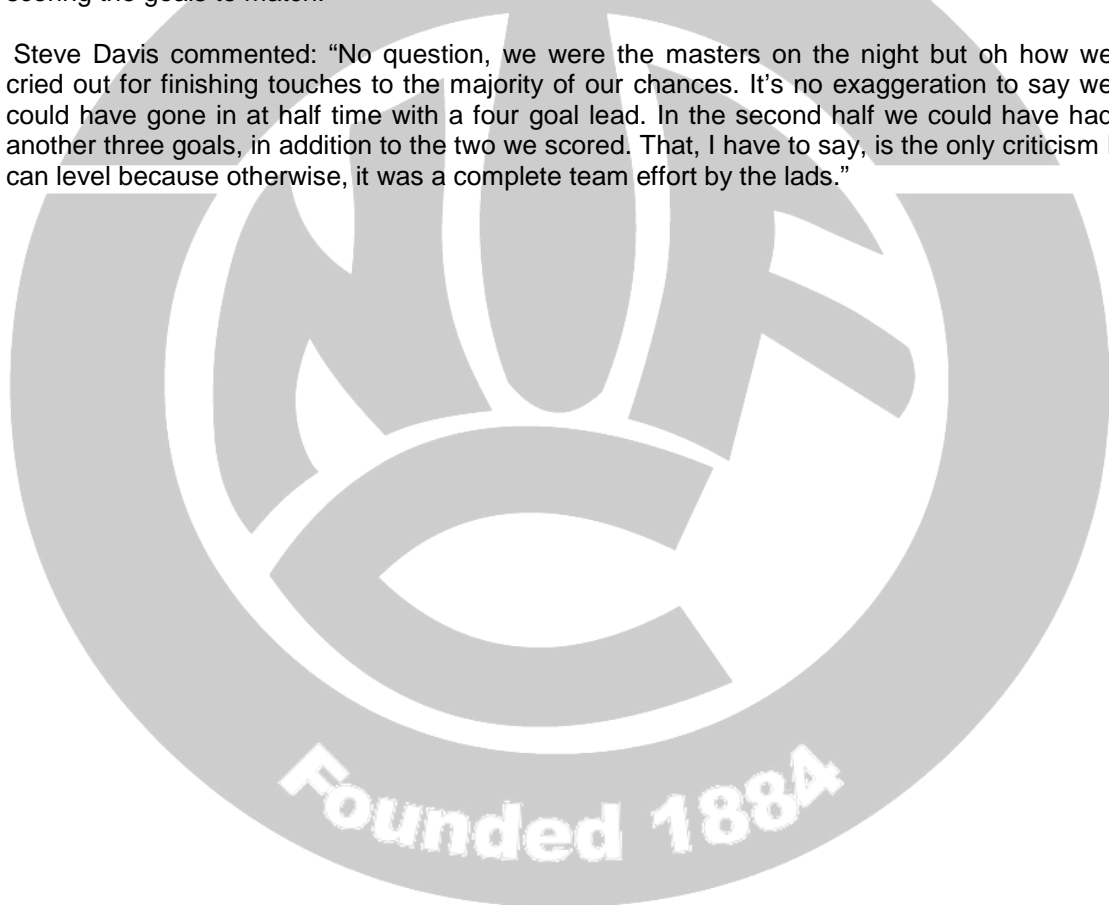 scoring the goals to match.
Steve Davis commented: “No question, we were the masters on the night but oh how we
cried out for finishing touches to the majority of our chances. It’s no exaggeration to say we
could have gone in at half time with a four goal lead. In the second half we could have had
another three goals, in addition to the two we scored. That, I have to say, is the only criticism I
can level because otherwise, it was a complete team effort by the lads.”
NUFC
Founded 1884